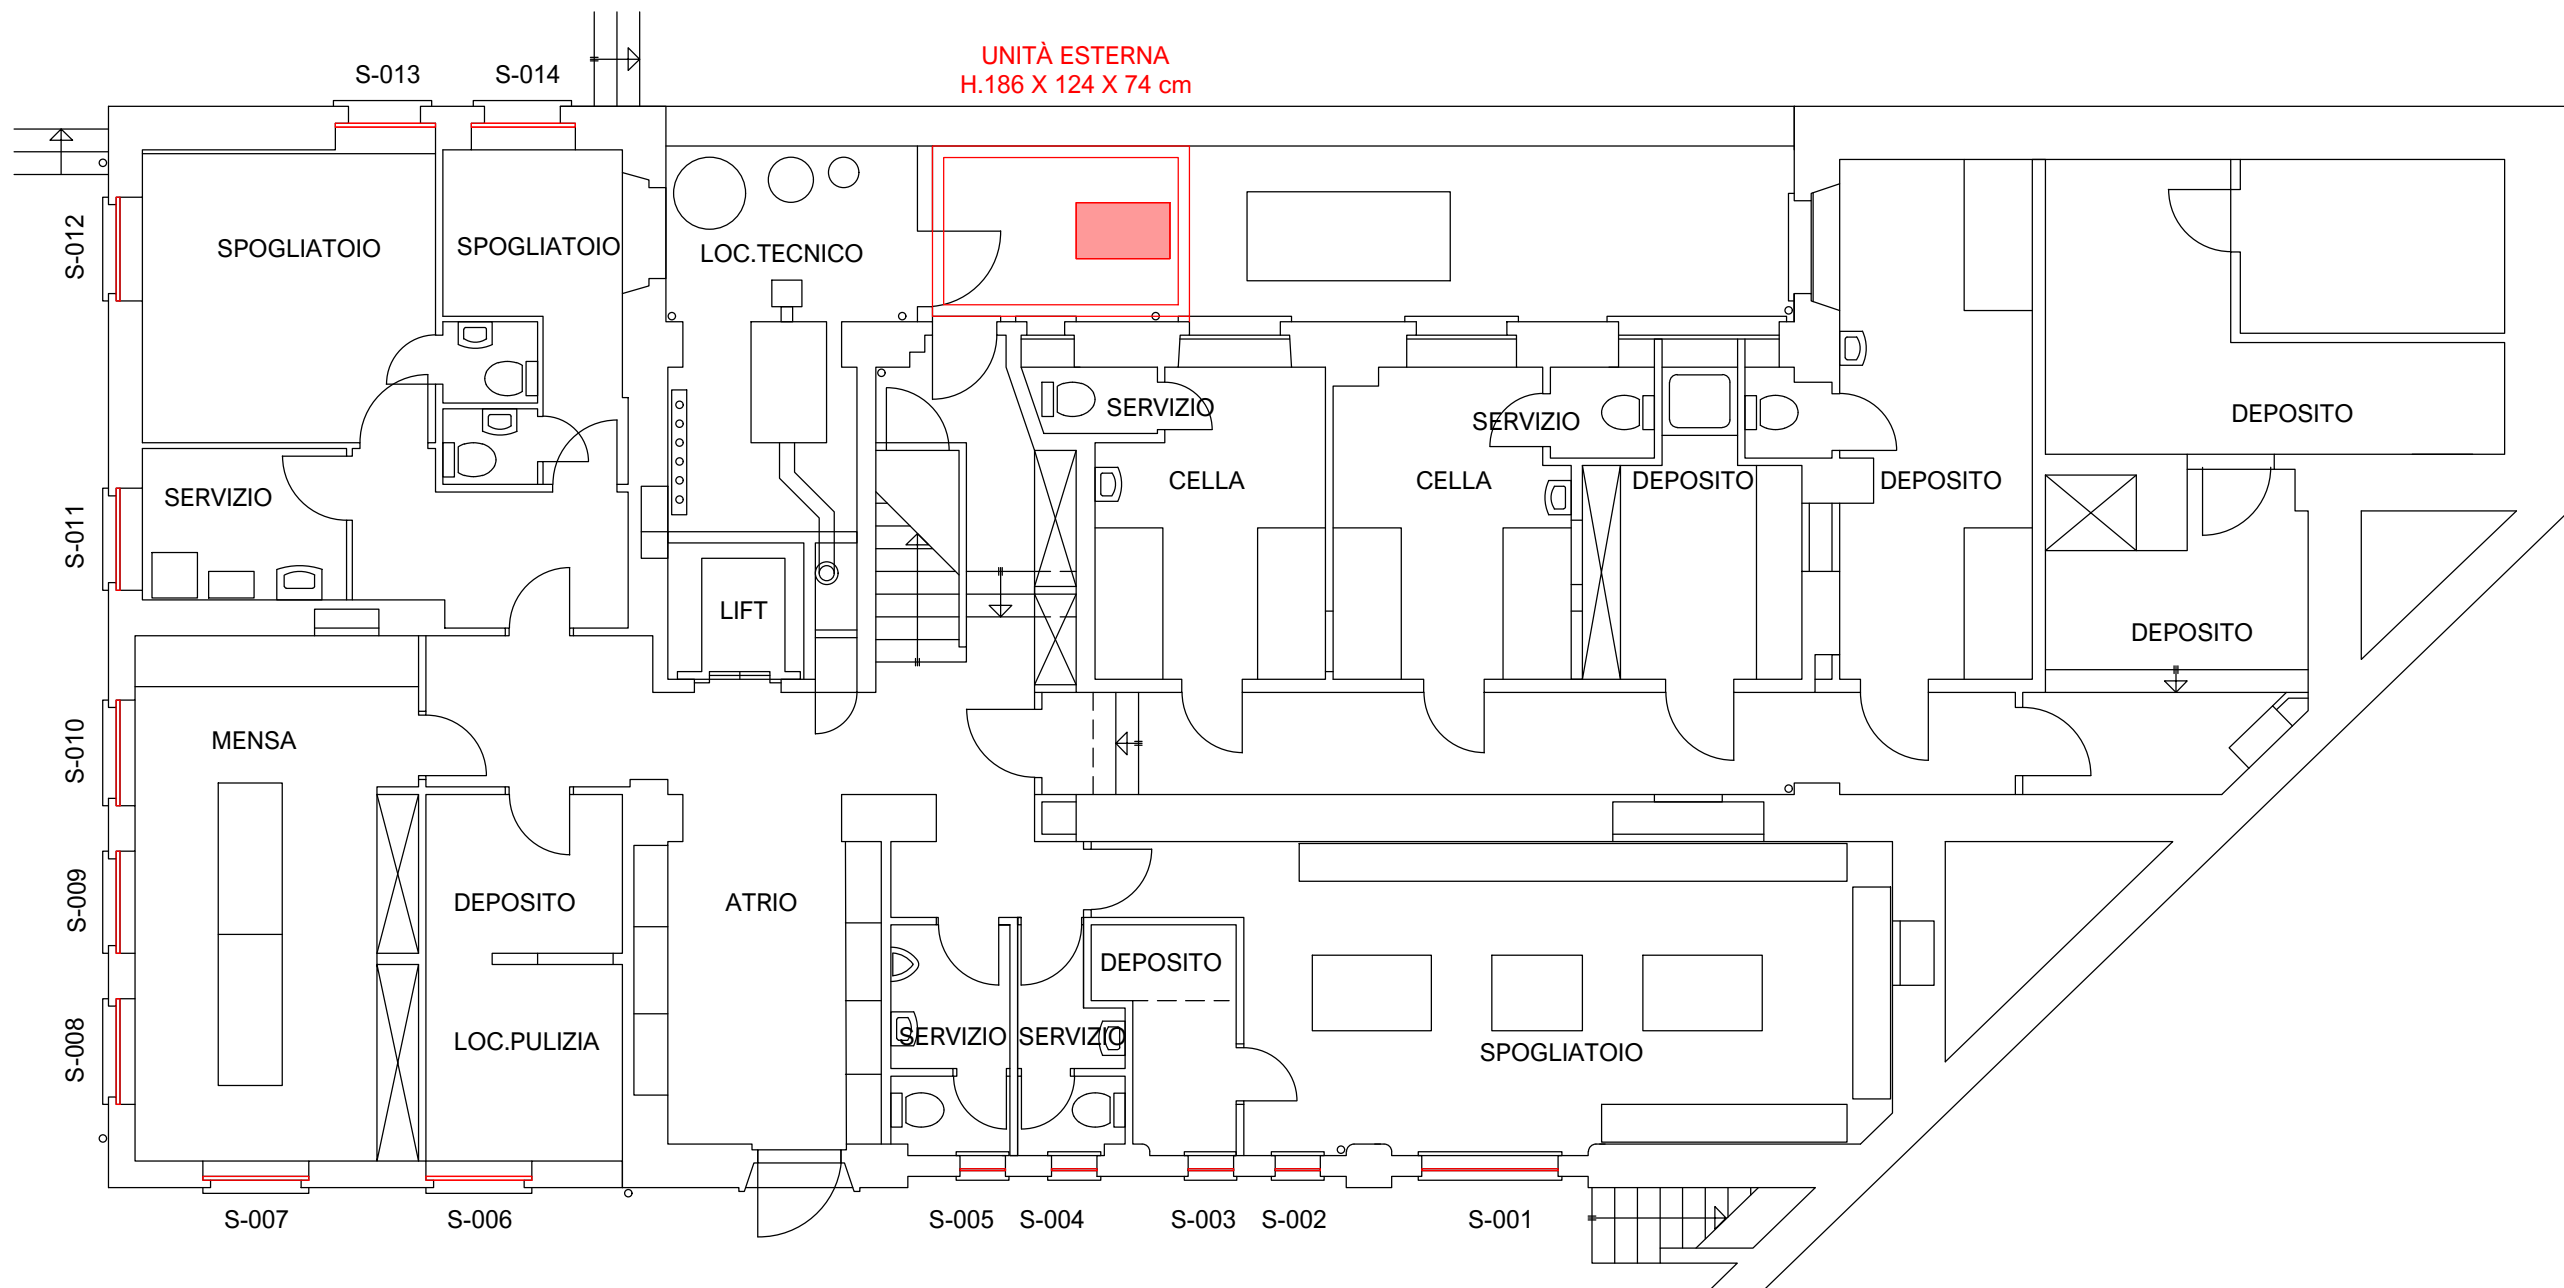 UNITÀ ESTERNA
H.186 X 124 X 74 cm
S-013
S-014
S-012
SPOGLIATOIO
SPOGLIATOIO
LOC.TECNICO
SERVIZIO
SERVIZIO
DEPOSITO
S-011
SERVIZIO
CELLA
CELLA
DEPOSITO
DEPOSITO
LIFT
DEPOSITO
S-010
MENSA
S-009
DEPOSITO
ATRIO
DEPOSITO
S-008
LOC.PULIZIA
SERVIZIO
SERVIZIO
SPOGLIATOIO
S-007
S-006
S-005
S-004
S-003
S-002
S-001